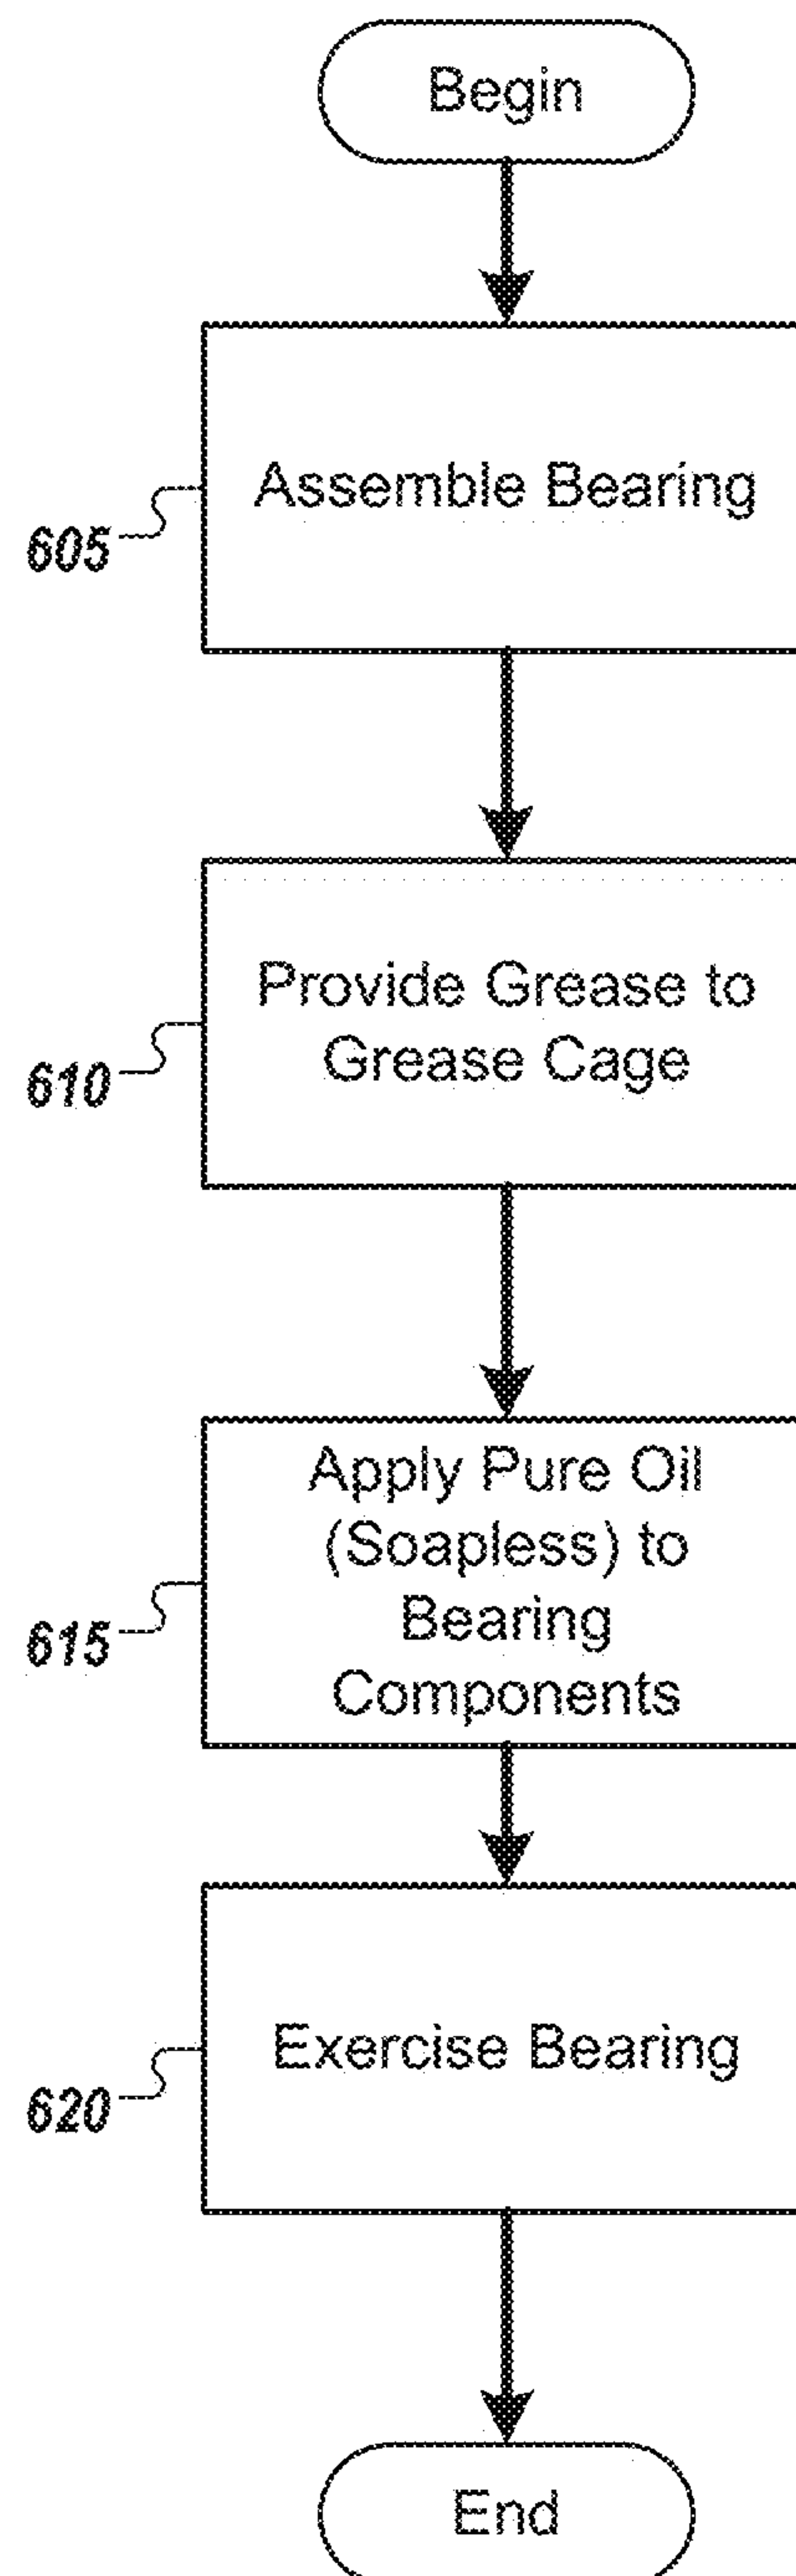 Begin
Assemble Bearing
605
Provide Grease to
Grease Cage
610
Apply Pure Oil
(Soapless) to
Bearing
Components
615
Exercise Bearing
620
End